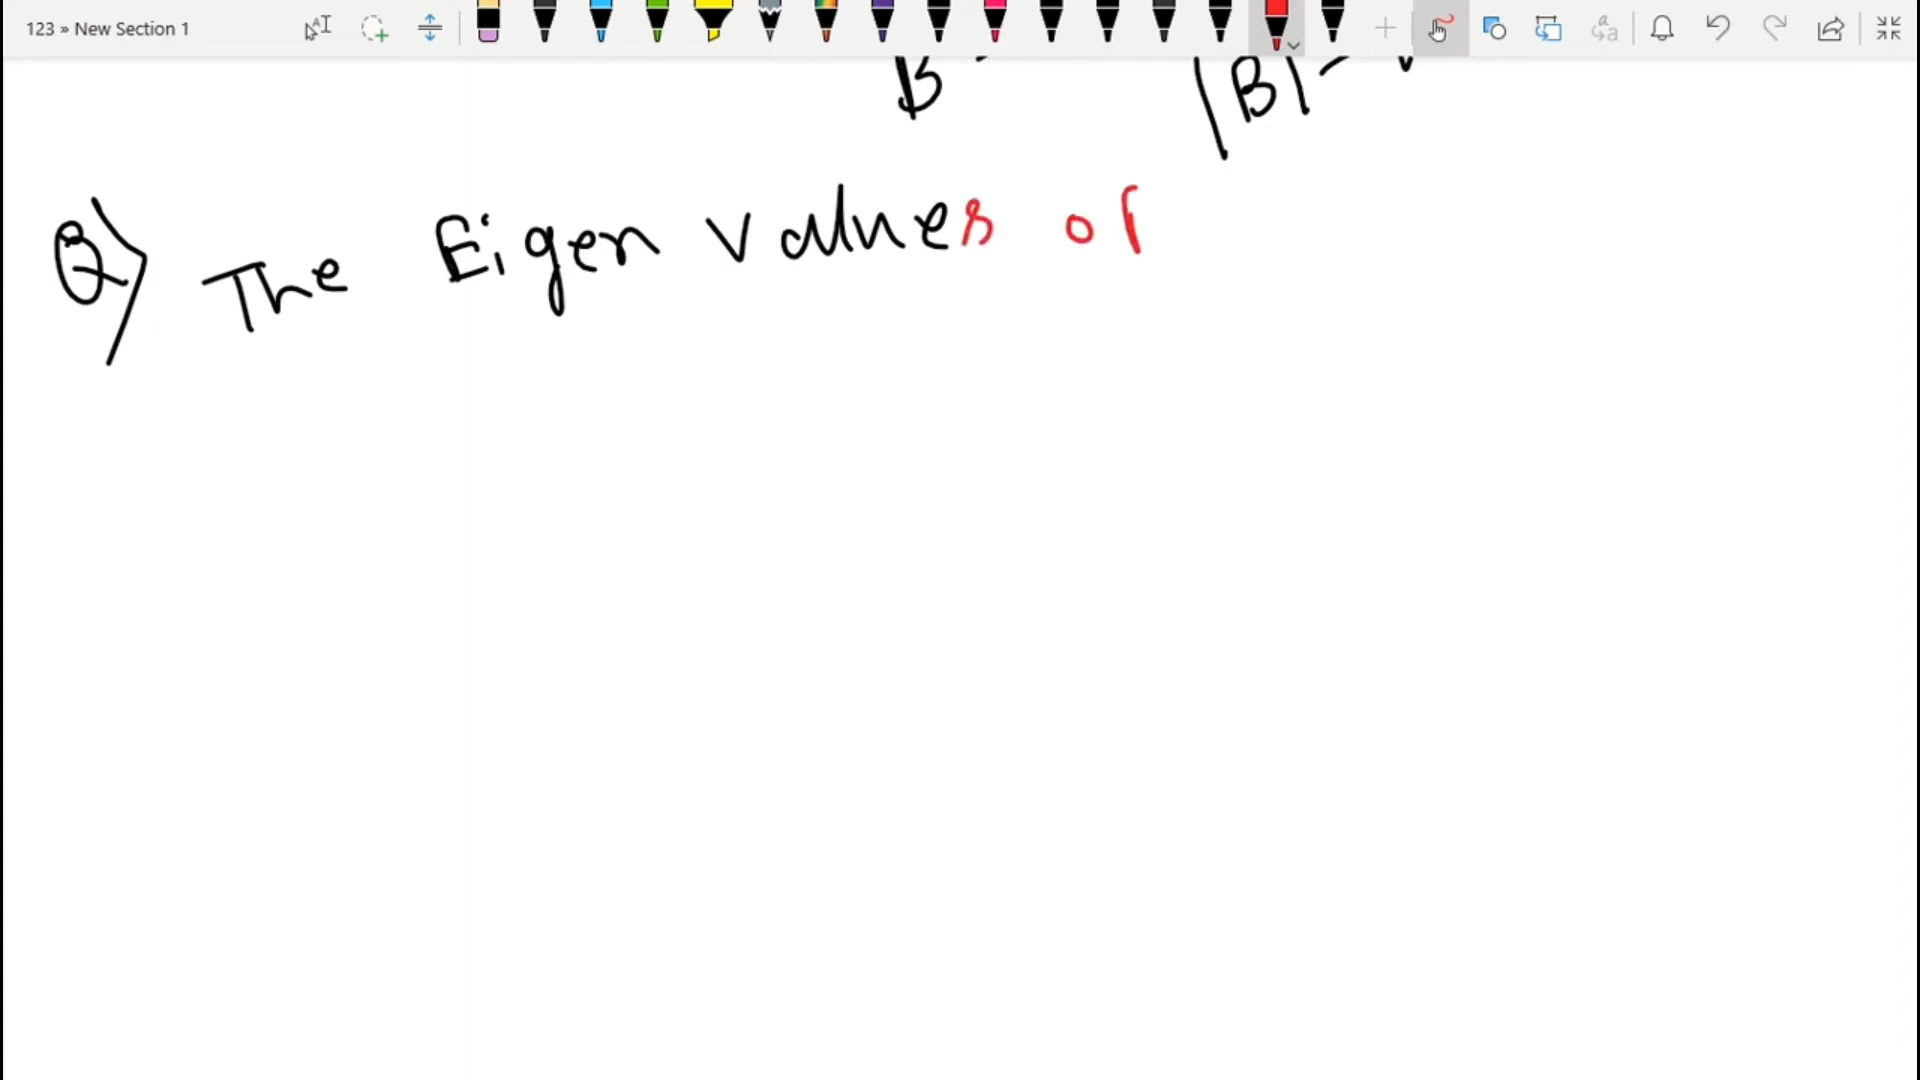 123 » New Section 1
B
|B| =
Q) The Eigen values of